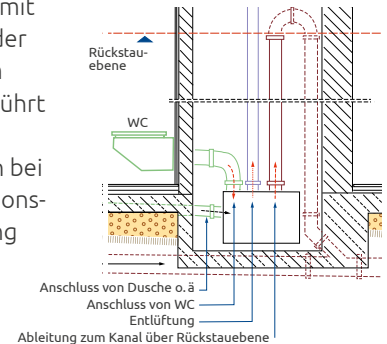 mit
der
ührt
bei
ons-
ng
Rückstau-
ebene
WC
Anschluss von Dusche o. ä
Anschluss von WC
Entlüftung
Ableitung zum Kanal über Rückstauebene